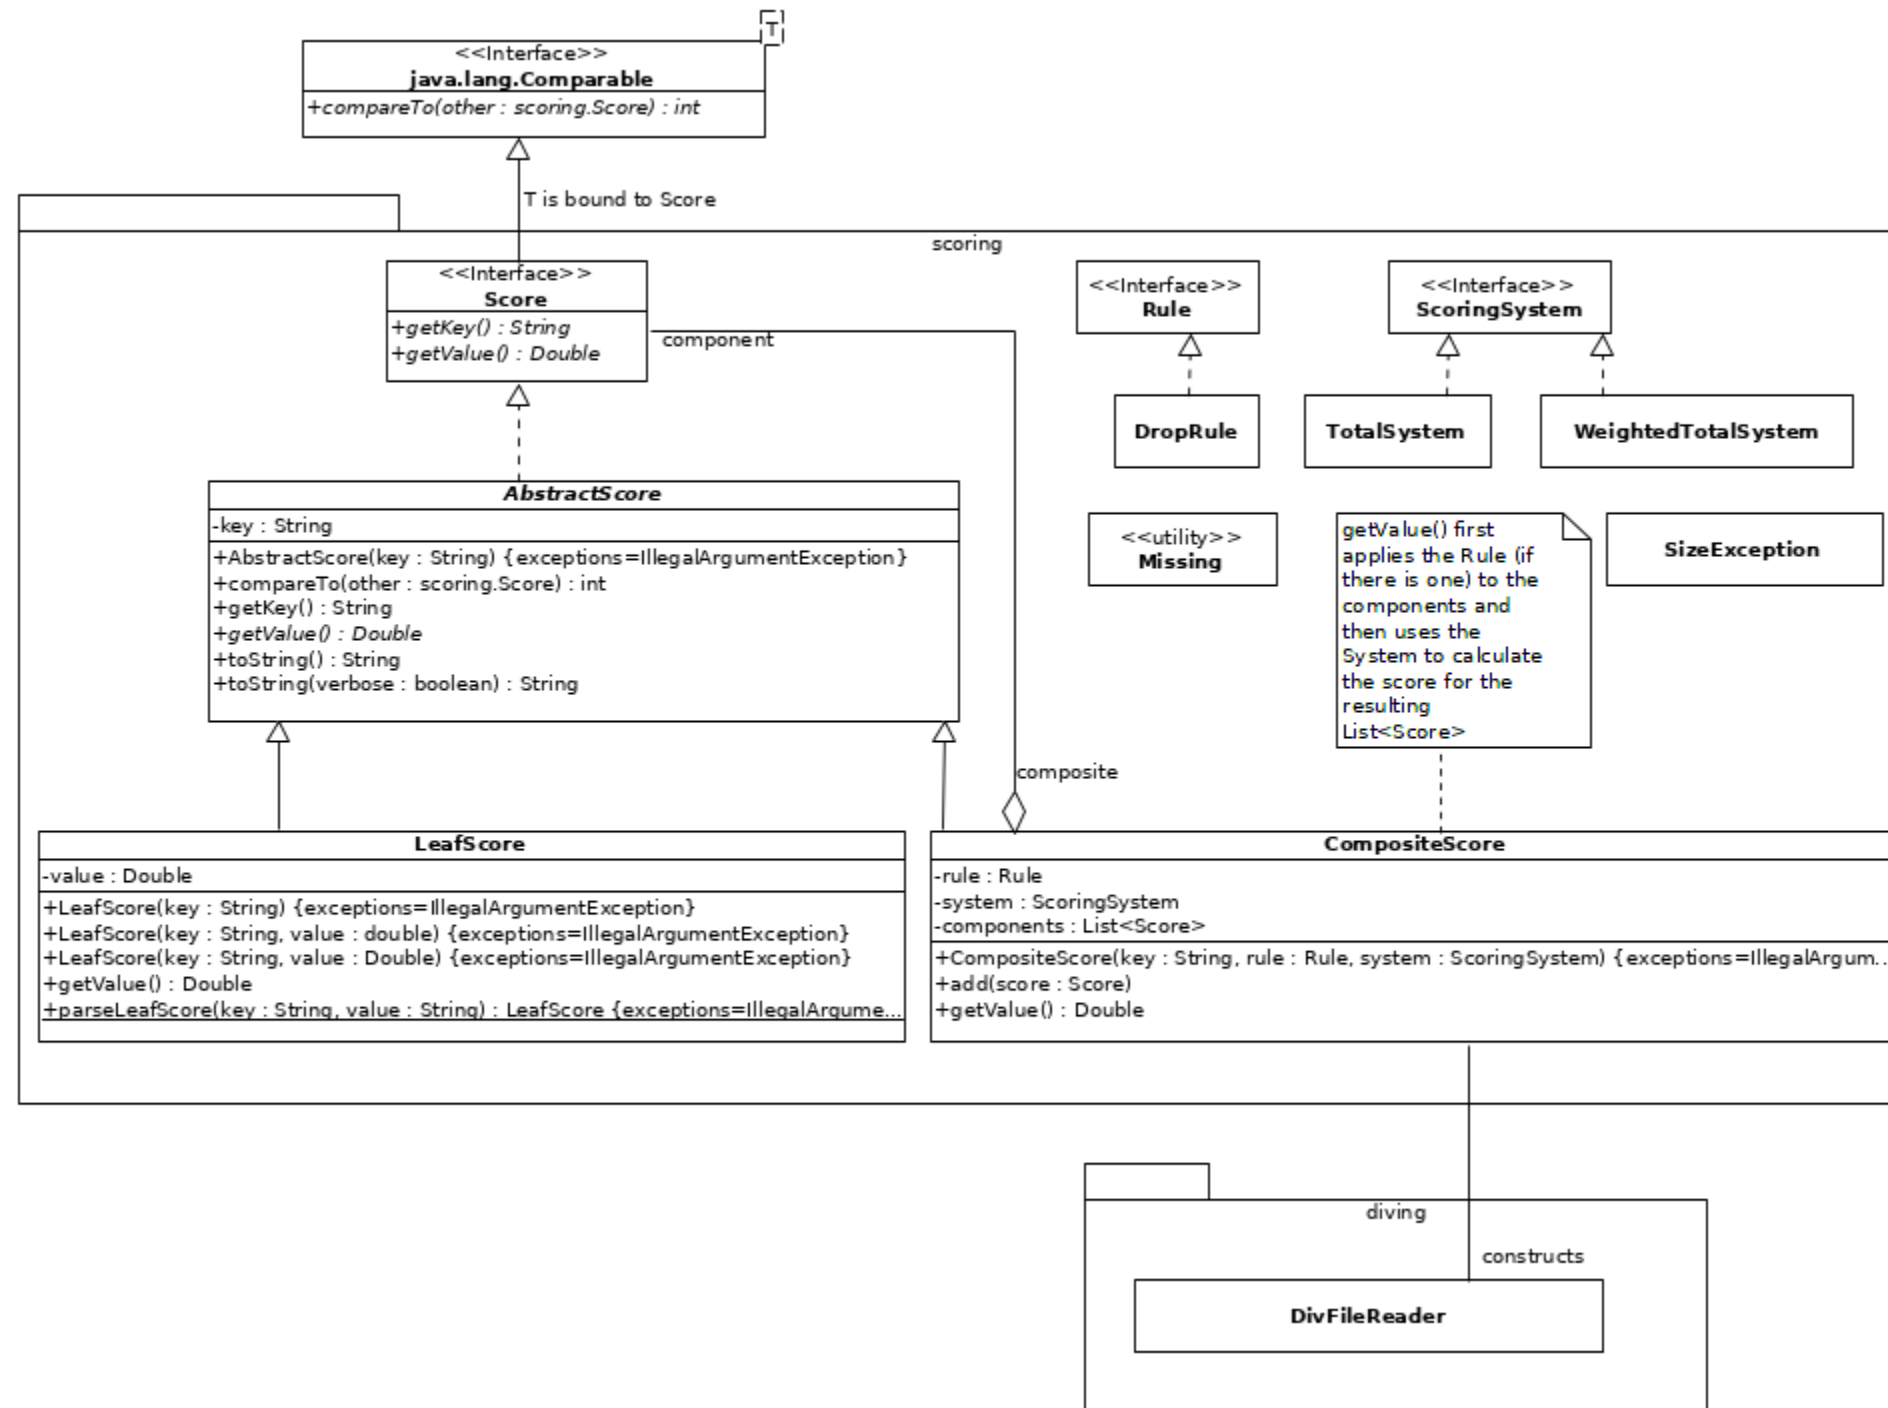 T
<<Interface>>
java.lang.Comparable
+compareTo(other : scoring.Score) : int
T is bound to Score
scoring
<<Interface>>
Score
+getKey() : String
+getValue() : Double
component
<<Interface>>
Rule
<<Interface>>
ScoringSystem
DropRule
TotalSystem
WeightedTotalSystem
AbstractScore
-key : String
+AbstractScore(key : String) {exceptions=IllegalArgumentException}
+compareTo(other : scoring.Score) : int
+getKey() : String
+getValue() : Double
+toString() : String
+toString(verbose : boolean) : String
<<utility>>
Missing
getValue() first
applies the Rule (if
there is one) to the
components and
then uses the
System to calculate
the score for the
resulting
List<Score>
SizeException
composite
LeafScore
-value : Double
+LeafScore(key : String) {exceptions=IllegalArgumentException}
+LeafScore(key : String, value : double) {exceptions=IllegalArgumentException}
+LeafScore(key : String, value : Double) {exceptions=IllegalArgumentException}
+getValue() : Double
+parseLeafScore(key : String, value : String) : LeafScore {exceptions=IllegalArgume...
CompositeScore
-rule : Rule
-system : ScoringSystem
-components : List<Score>
+CompositeScore(key : String, rule : Rule, system : ScoringSystem) {exceptions=IllegalArgum...
+add(score : Score)
+getValue() : Double
diving
constructs
DivFileReader